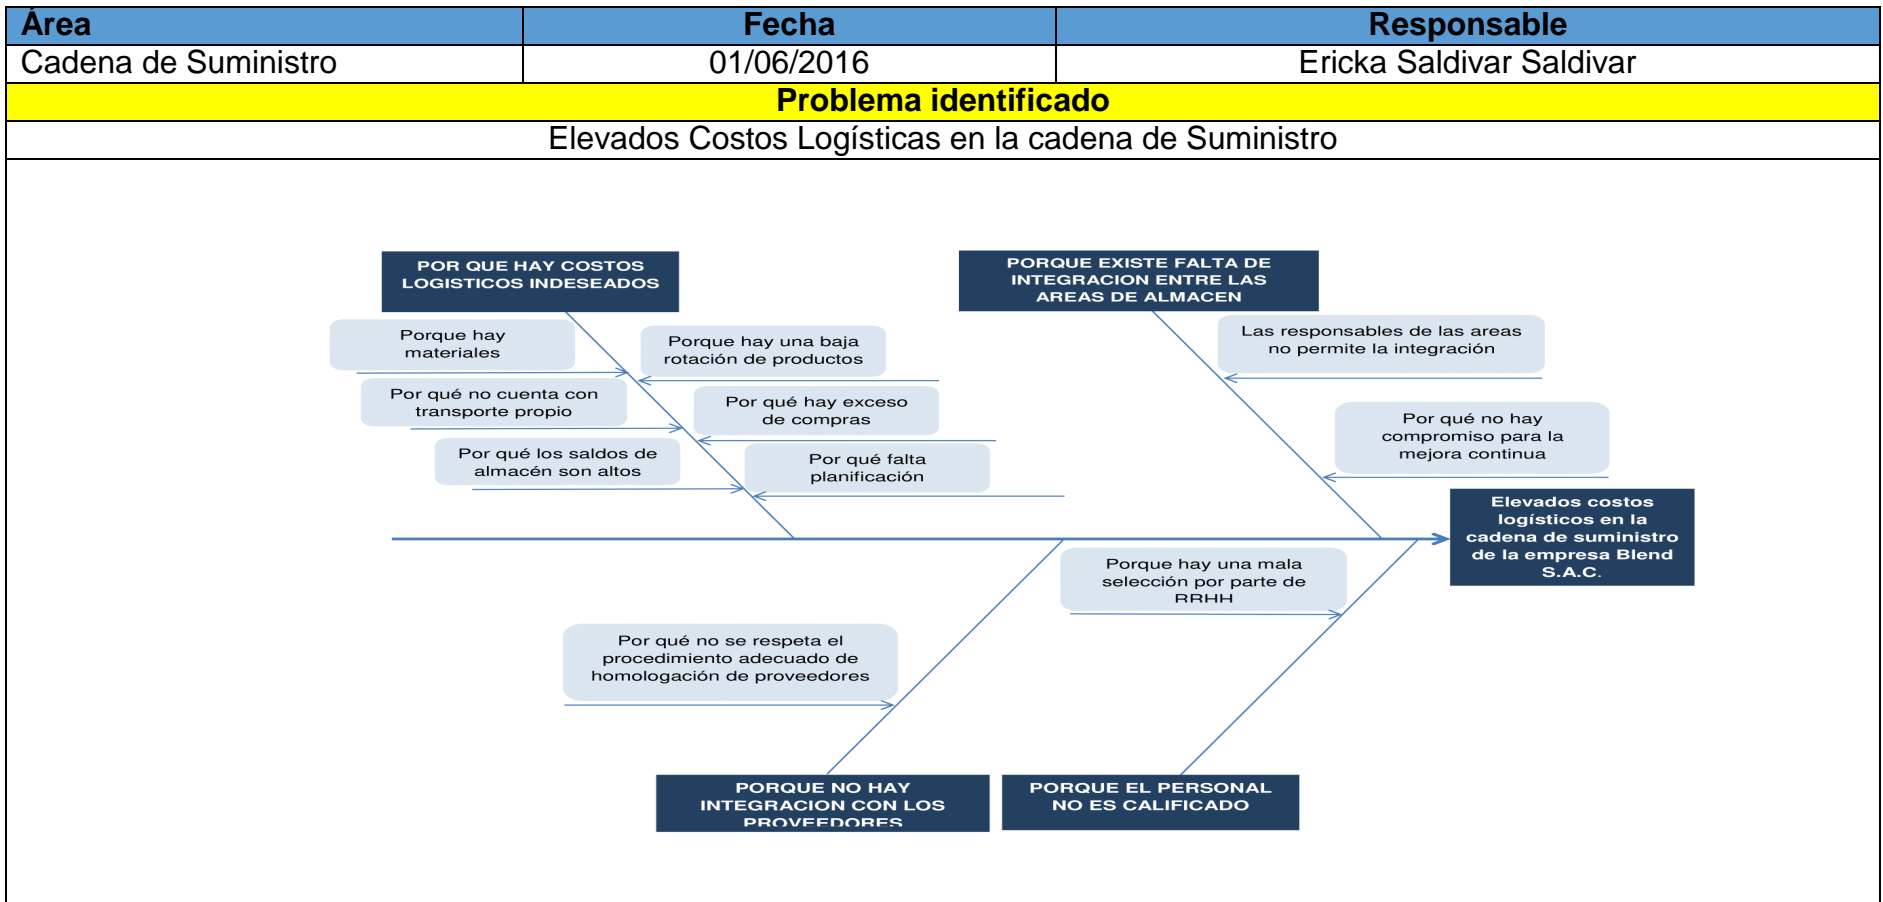 Área Fecha Responsable
Cadena de Suministro 01/06/2016 Ericka Saldivar Saldivar
Problema identificado
Elevados Costos Logísticas en la cadena de Suministro
POR QUE HAY COSTOS
LOGISTICOS INDESEADOS
PORQUE EXISTE FALTA DE
INTEGRACION ENTRE LAS
AREAS DE ALMACEN
Porque hay
materiales
Porque hay una baja
rotación de productos
Las responsables de las areas
no permite la integración
Por qué no cuenta con
transporte propio
Por qué hay exceso
de compras
Por qué no hay
compromiso para la
mejora continua
Por qué los saldos de
almacén son altos
Por qué falta
planificación
Elevados costos
logísticos en la
cadena de suministro
de la empresa Blend
S.A.C.
Porque hay una mala
selección por parte de
RRHH
Por qué no se respeta el
procedimiento adecuado de
homologación de proveedores
PORQUE NO HAY
INTEGRACION CON LOS
PROVEEDORES
PORQUE EL PERSONAL
NO ES CALIFICADO